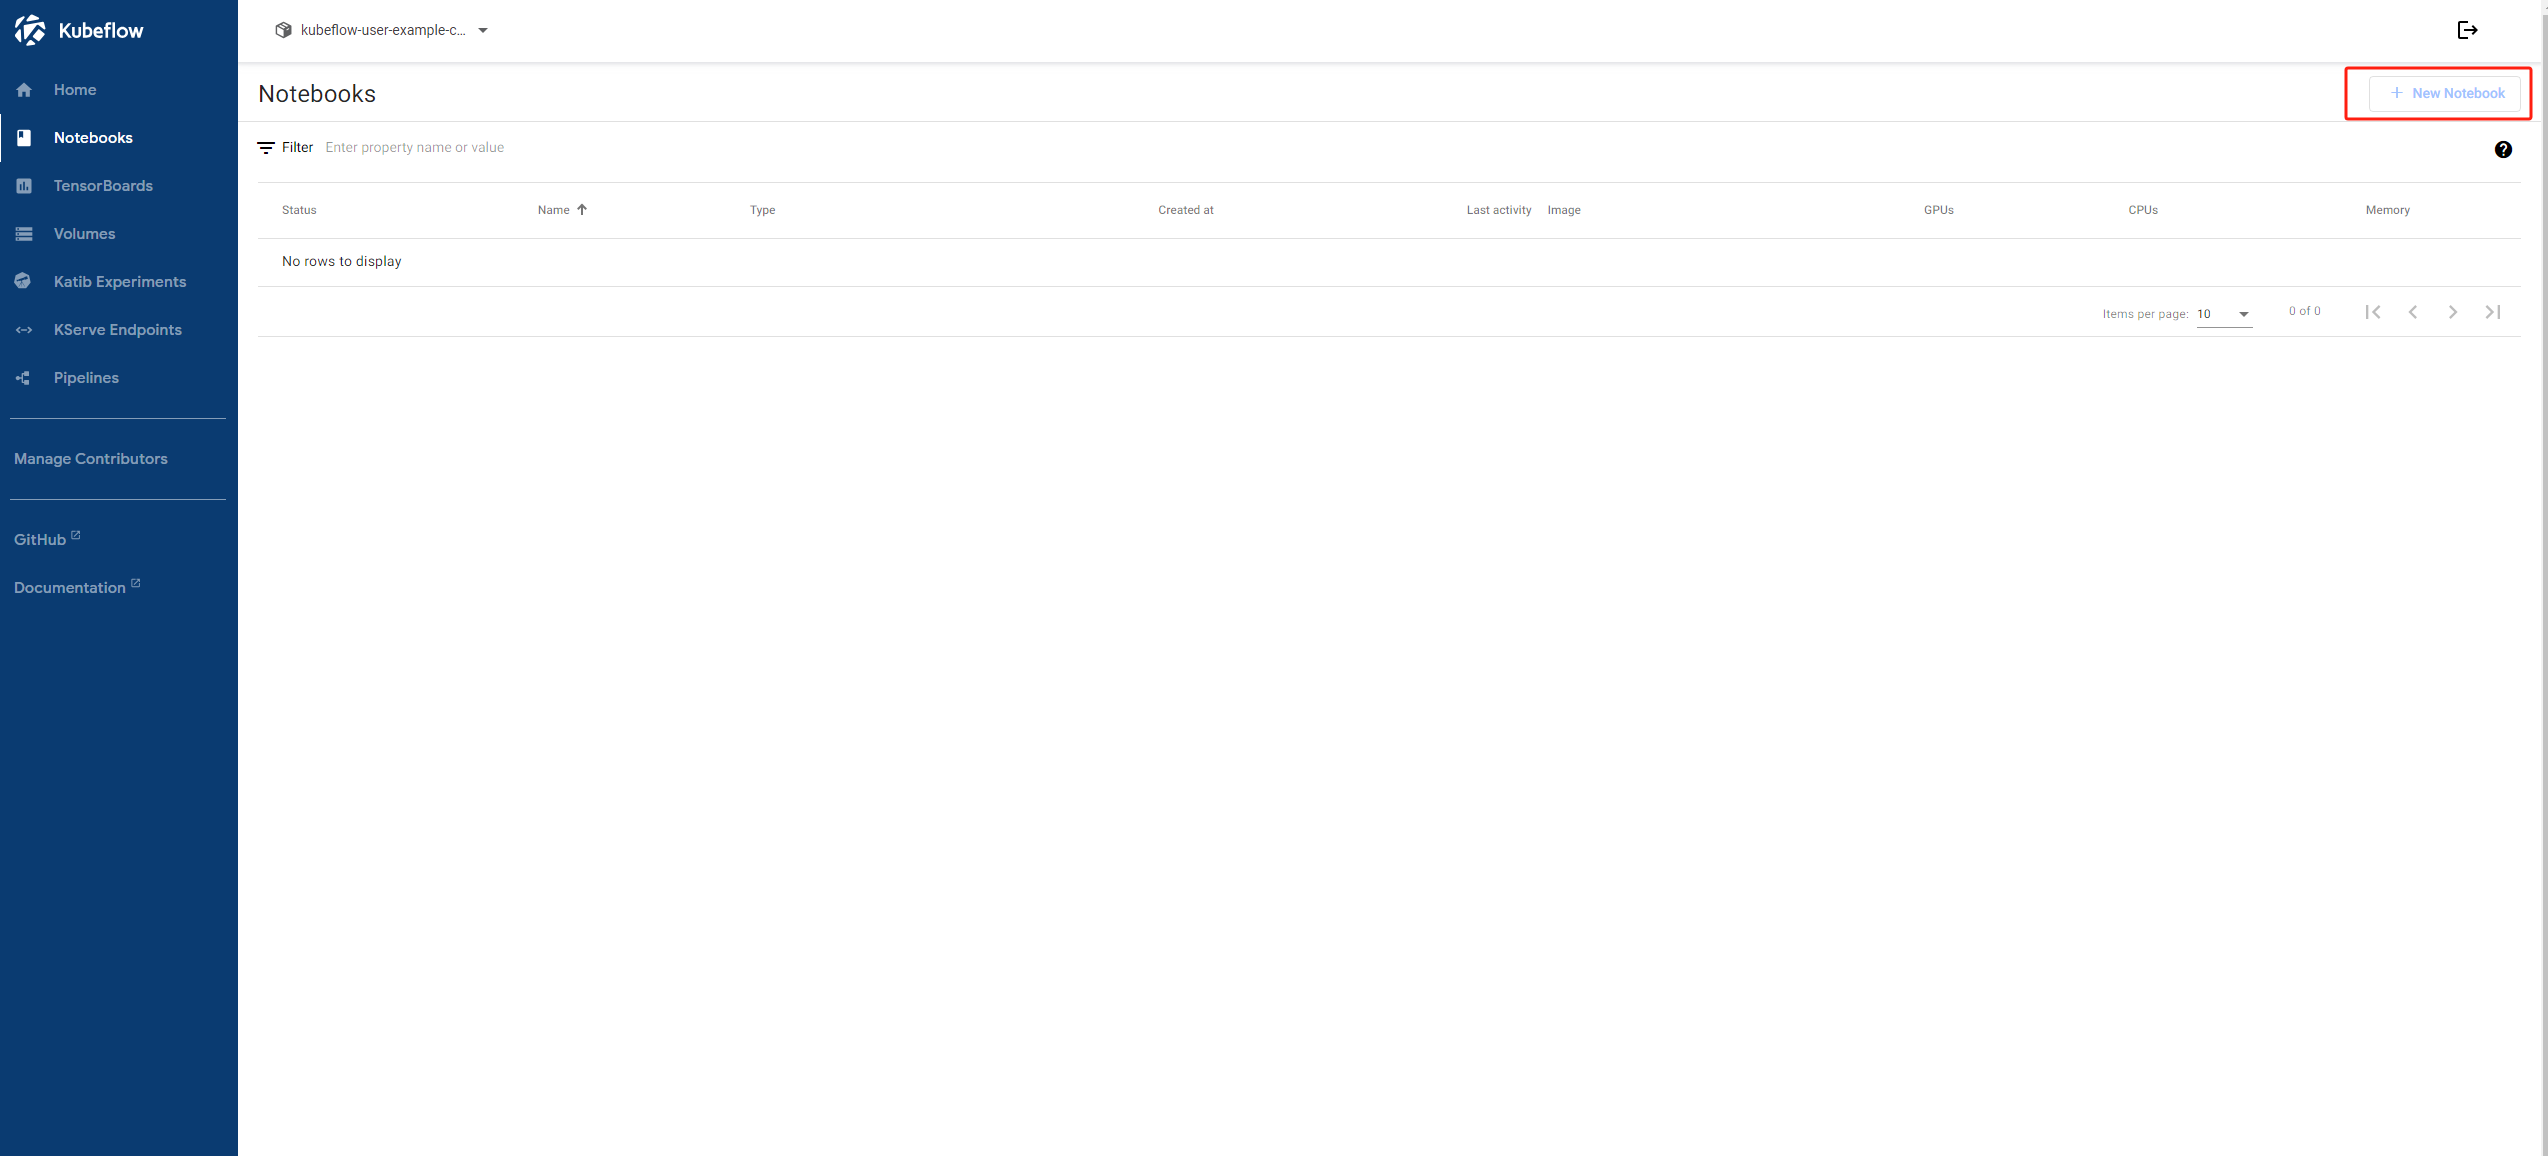 Kubeflow
kubeflow-user-example-c...
Home
Notebooks
TensorBoards
Volumes
Katib Experiments
KServe Endpoints
Pipelines
Manage Contributors
GitHub
Documentation
Notebooks
New Notebook
Filter Enter property name or value
Status Name Type Created at Last activity Image GPUs CPUs Memory
No rows to display
Items per page: 10 0 of 0